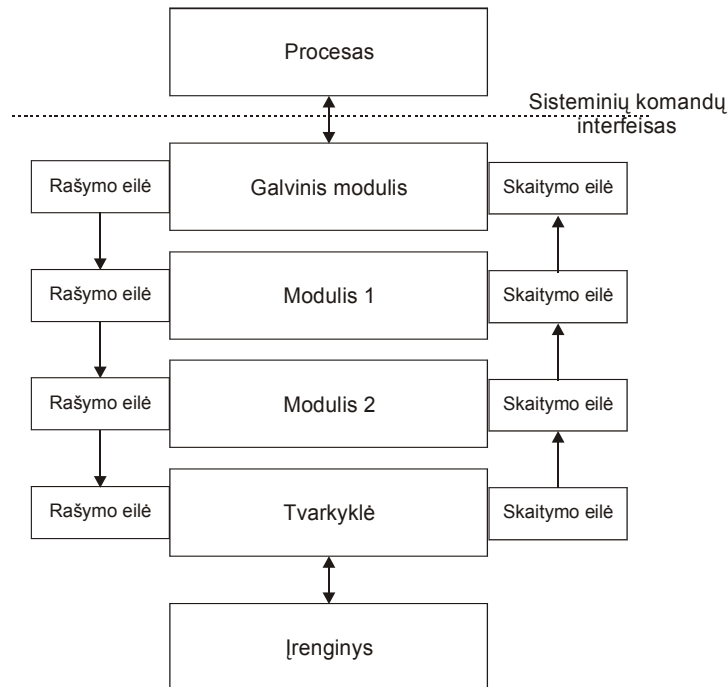 Procesas
Sisteminių komandų
interfeisas
Rašymo eilė
Galvinis modulis
Skaitymo eilė
Rašymo eilė
Modulis 1
Skaitymo eilė
Rašymo eilė
Modulis 2
Skaitymo eilė
Rašymo eilė
Tvarkyklė
Skaitymo eilė
Įrenginys